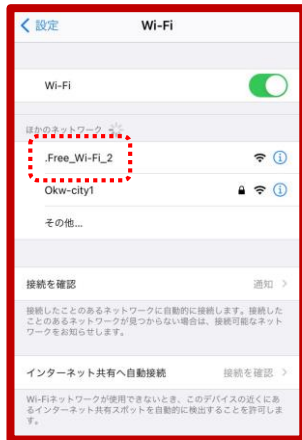 設定
Wi-Fi
Wi-Fi
ほかのネットワーク
.Free_Wi-Fi_2
Okw-city1
その他...
接続を確認
通知
接続したことのあるネットワークに自動的に接続します。接続した
ことのあるネットワークが見つからない場合は、接続可能なネット
ワークをお知らせします。
インターネット共有へ自動接続
接続を確認
Wi-Fiネットワークが使用できないとき、このデバイスの近くにあ
るインターネット共有スポットを自動的に検出することを許可しま
す。